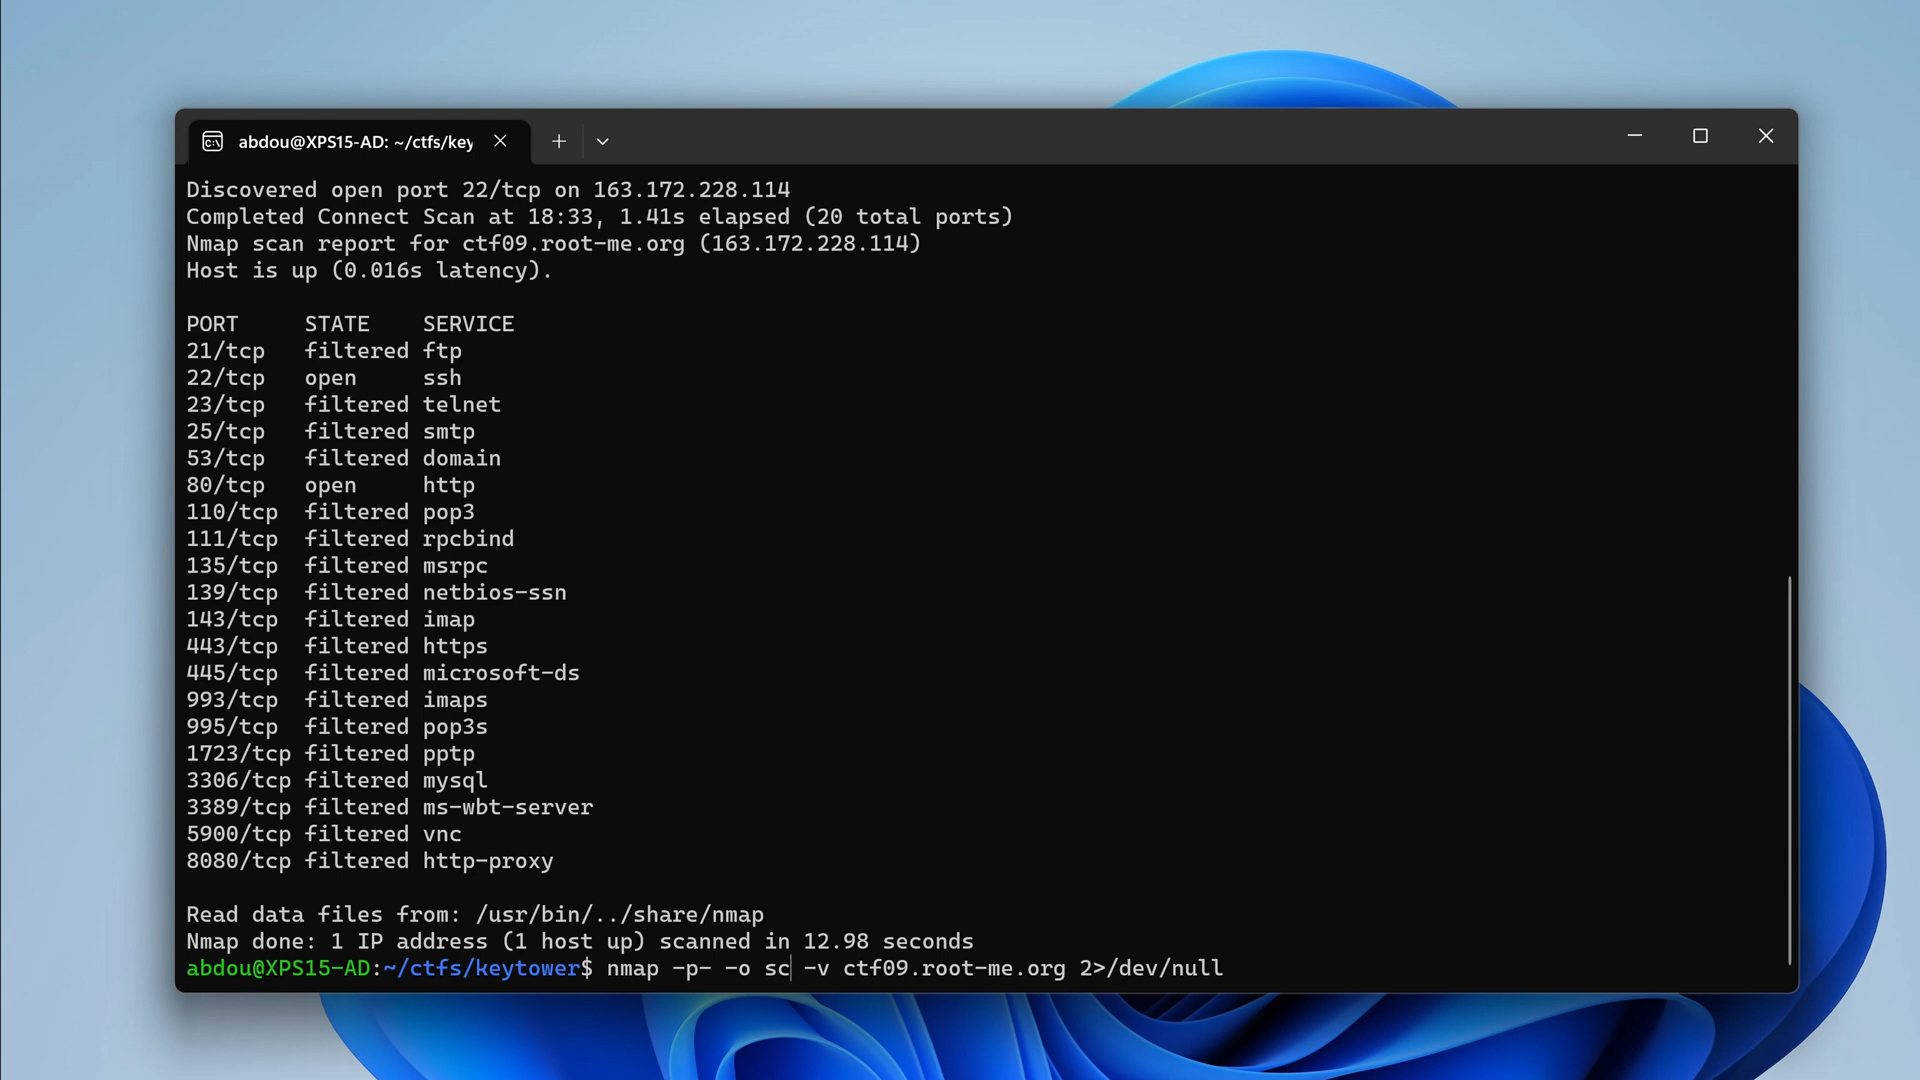 abdou@XPS15-AD: ~/ctfs/key
Discovered open port 22/tcp on 163.172.228.114
Completed Connect Scan at 18:33, 1.41s elapsed (20 total ports)
Nmap scan report for ctf09.root-me.org (163.172.228.114)
Host is up (0.016s latency).
PORT STATE SERVICE
21/tcp filtered ftp
22/tcp open ssh
23/tcp filtered telnet
25/tcp filtered smtp
53/tcp filtered domain
80/tcp open http
110/tcp filtered pop3
111/tcp filtered rpcbind
135/tcp filtered msrpc
139/tcp filtered netbios-ssn
143/tcp filtered imap
443/tcp filtered https
445/tcp filtered microsoft-ds
993/tcp filtered imaps
995/tcp filtered pop3s
1723/tcp filtered pptp
3306/tcp filtered mysql
3389/tcp filtered ms-wbt-server
5900/tcp filtered vnc
8080/tcp filtered http-proxy
Read data files from: /usr/bin/../share/nmap
Nmap done: 1 IP address (1 host up) scanned in 12.98 seconds
abdou@XPS15-AD:~/ctfs/keytower$ nmap -p- -o sc -v ctf09.root-me.org 2>/dev/null